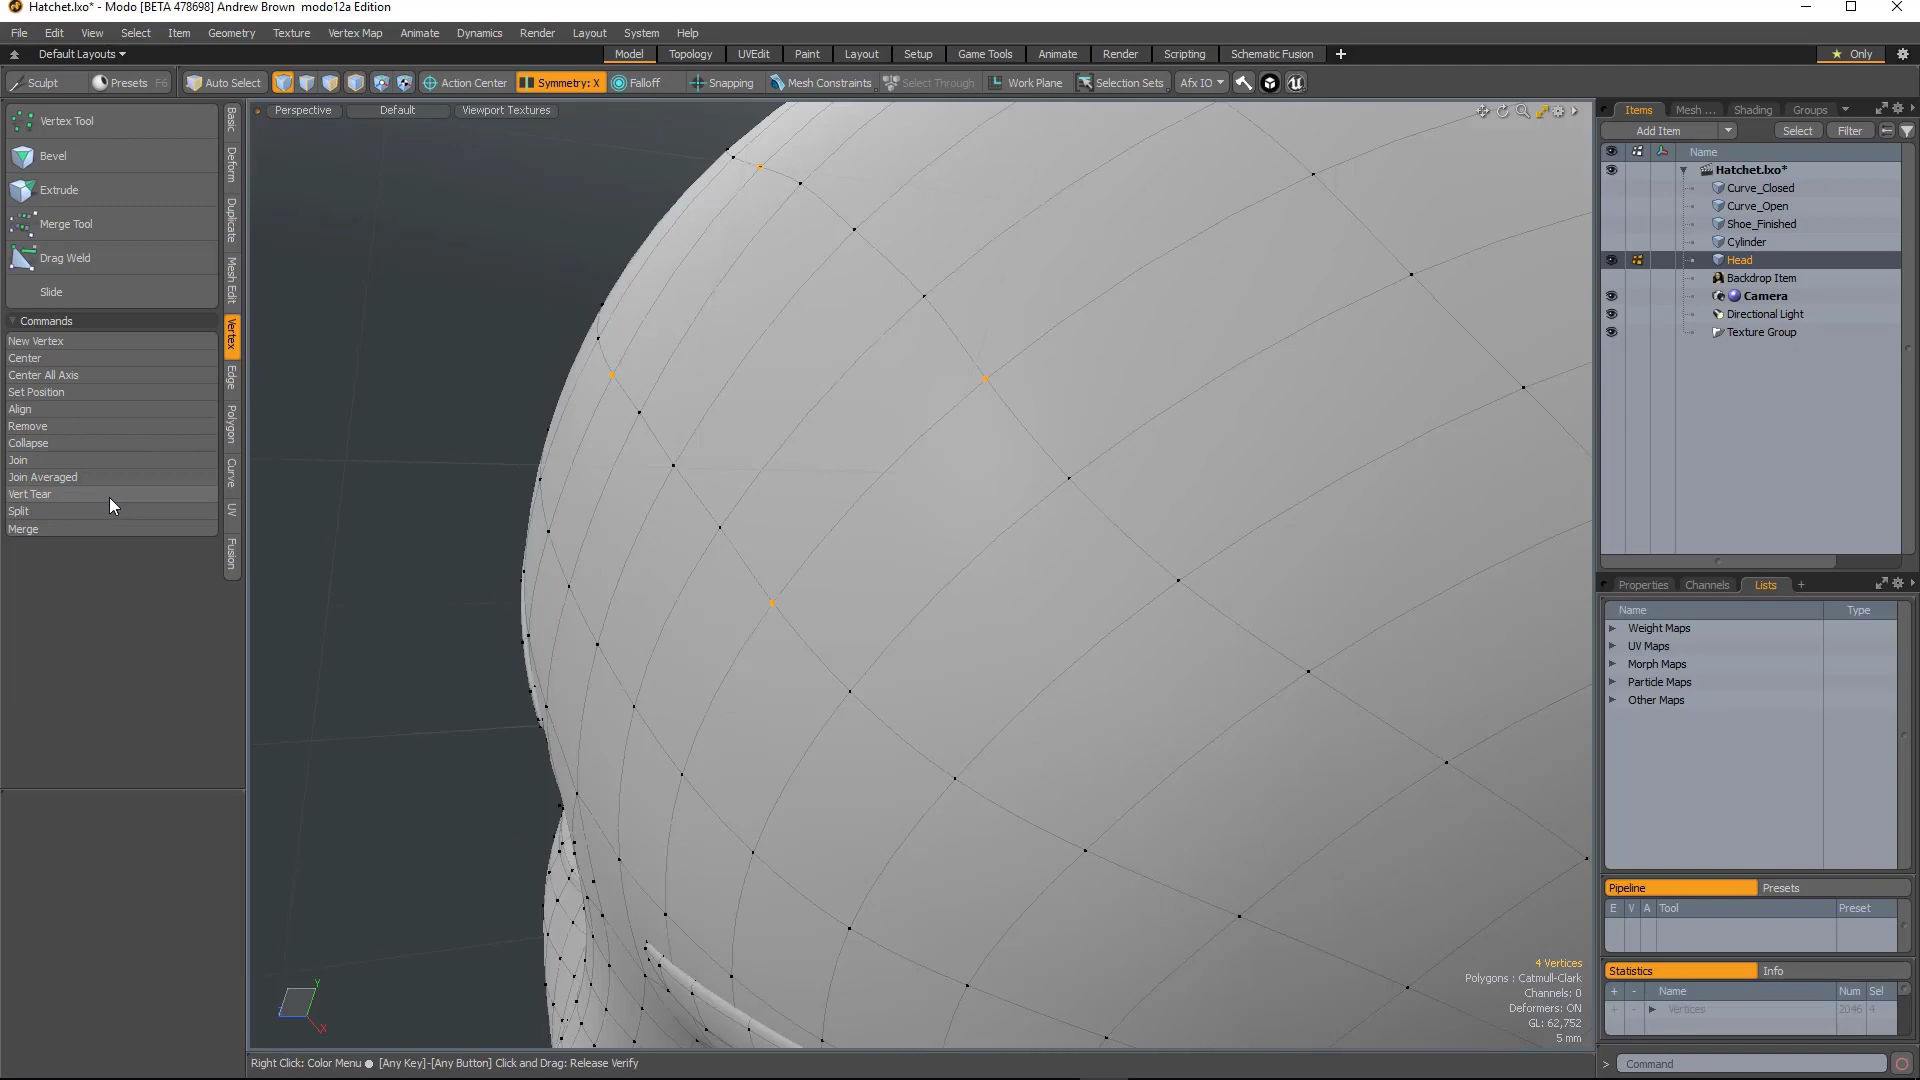 Hatchet.lxo* - Modo [BETA 478698] Andrew Brown  modo12a Edition
File Edit View Select Item Geometry Texture Vertex Map Animate Dynamics Render Layout System Help
Default Layouts Model Topology UVEdit Paint Layout Setup Game Tools Animate Render Scripting Schematic Fusion + Only
Sculpt Presets F6 Auto Select Action Center Symmetry: X Falloff Snapping Mesh Constraints Select Through Work Plane Selection Sets Afx IO
Perspective Default Viewport Textures
Vertex Tool
Bevel
Extrude
Merge Tool
Drag Weld
Slide
Commands
New Vertex
Center
Center All Axis
Set Position
Align
Remove
Collapse
Join
Join Averaged
Vert Tear
Split
Merge
Basic
Deform
Duplicate
Mesh Edit
Vertex
Edge
Polygon
Curve
UV
Fusion
4 Vertices
Polygons : Catmull-Clark
Channels: 0
Deformers: ON
GL: 62,752
5 mm
Y
X
Right Click: Color Menu ● [Any Key]-[Any Button] Click and Drag: Release Verify
Items Mesh ... Shading Groups
Add Item Select Filter
Name
Hatchet.lxo*
Curve_Closed
Curve_Open
Shoe_Finished
Cylinder
Head
Backdrop Item
Camera
Directional Light
Texture Group
Properties Channels Lists +
Name Type
Weight Maps
UV Maps
Morph Maps
Particle Maps
Other Maps
Pipeline Presets
E V A Tool Preset
Statistics Info
+ - Name Num Sel
+ - Vertices 2046 4
> Command